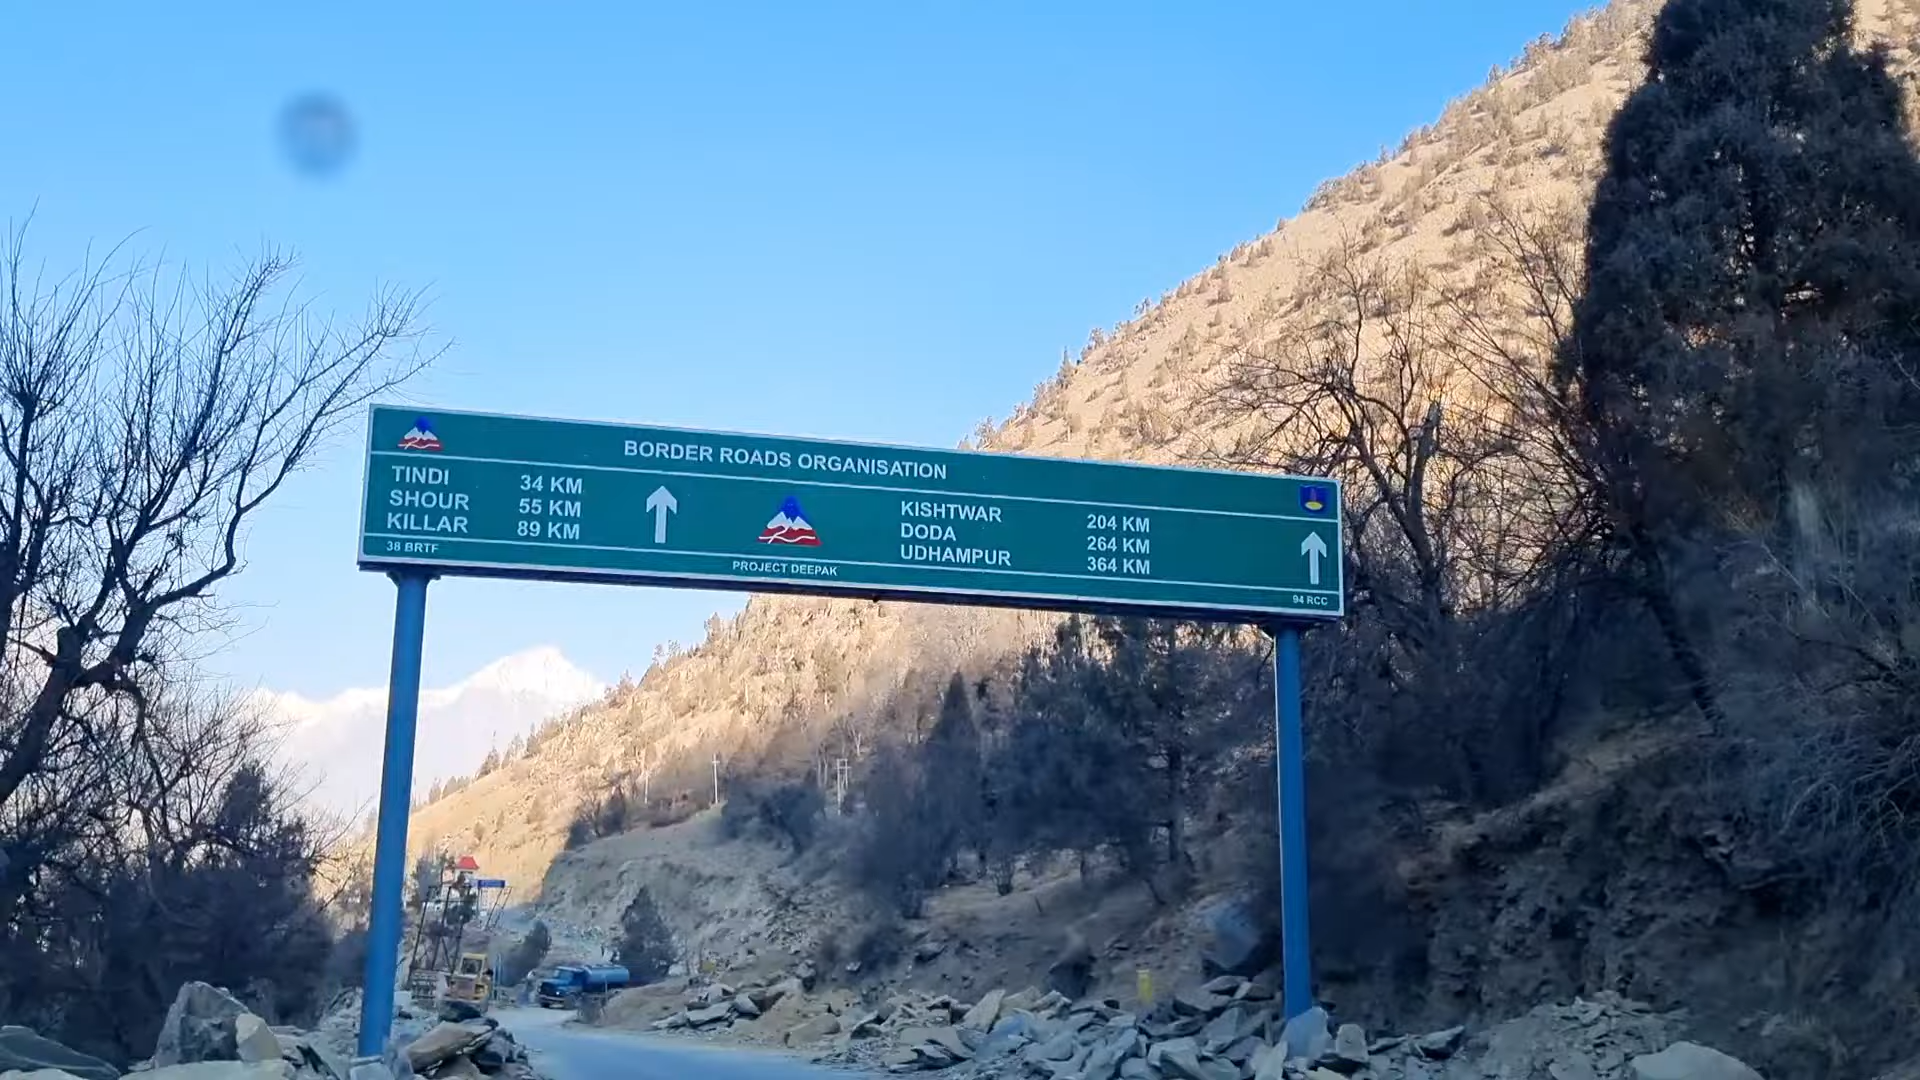 BORDER ROADS ORGANISATION
TINDI 34 KM
SHOUR 55 KM
KILLAR 89 KM
KISHTWAR 204 KM
DODA 264 KM
UDHAMPUR 364 KM
38 BRTF
PROJECT DEEPAK
94 RCC